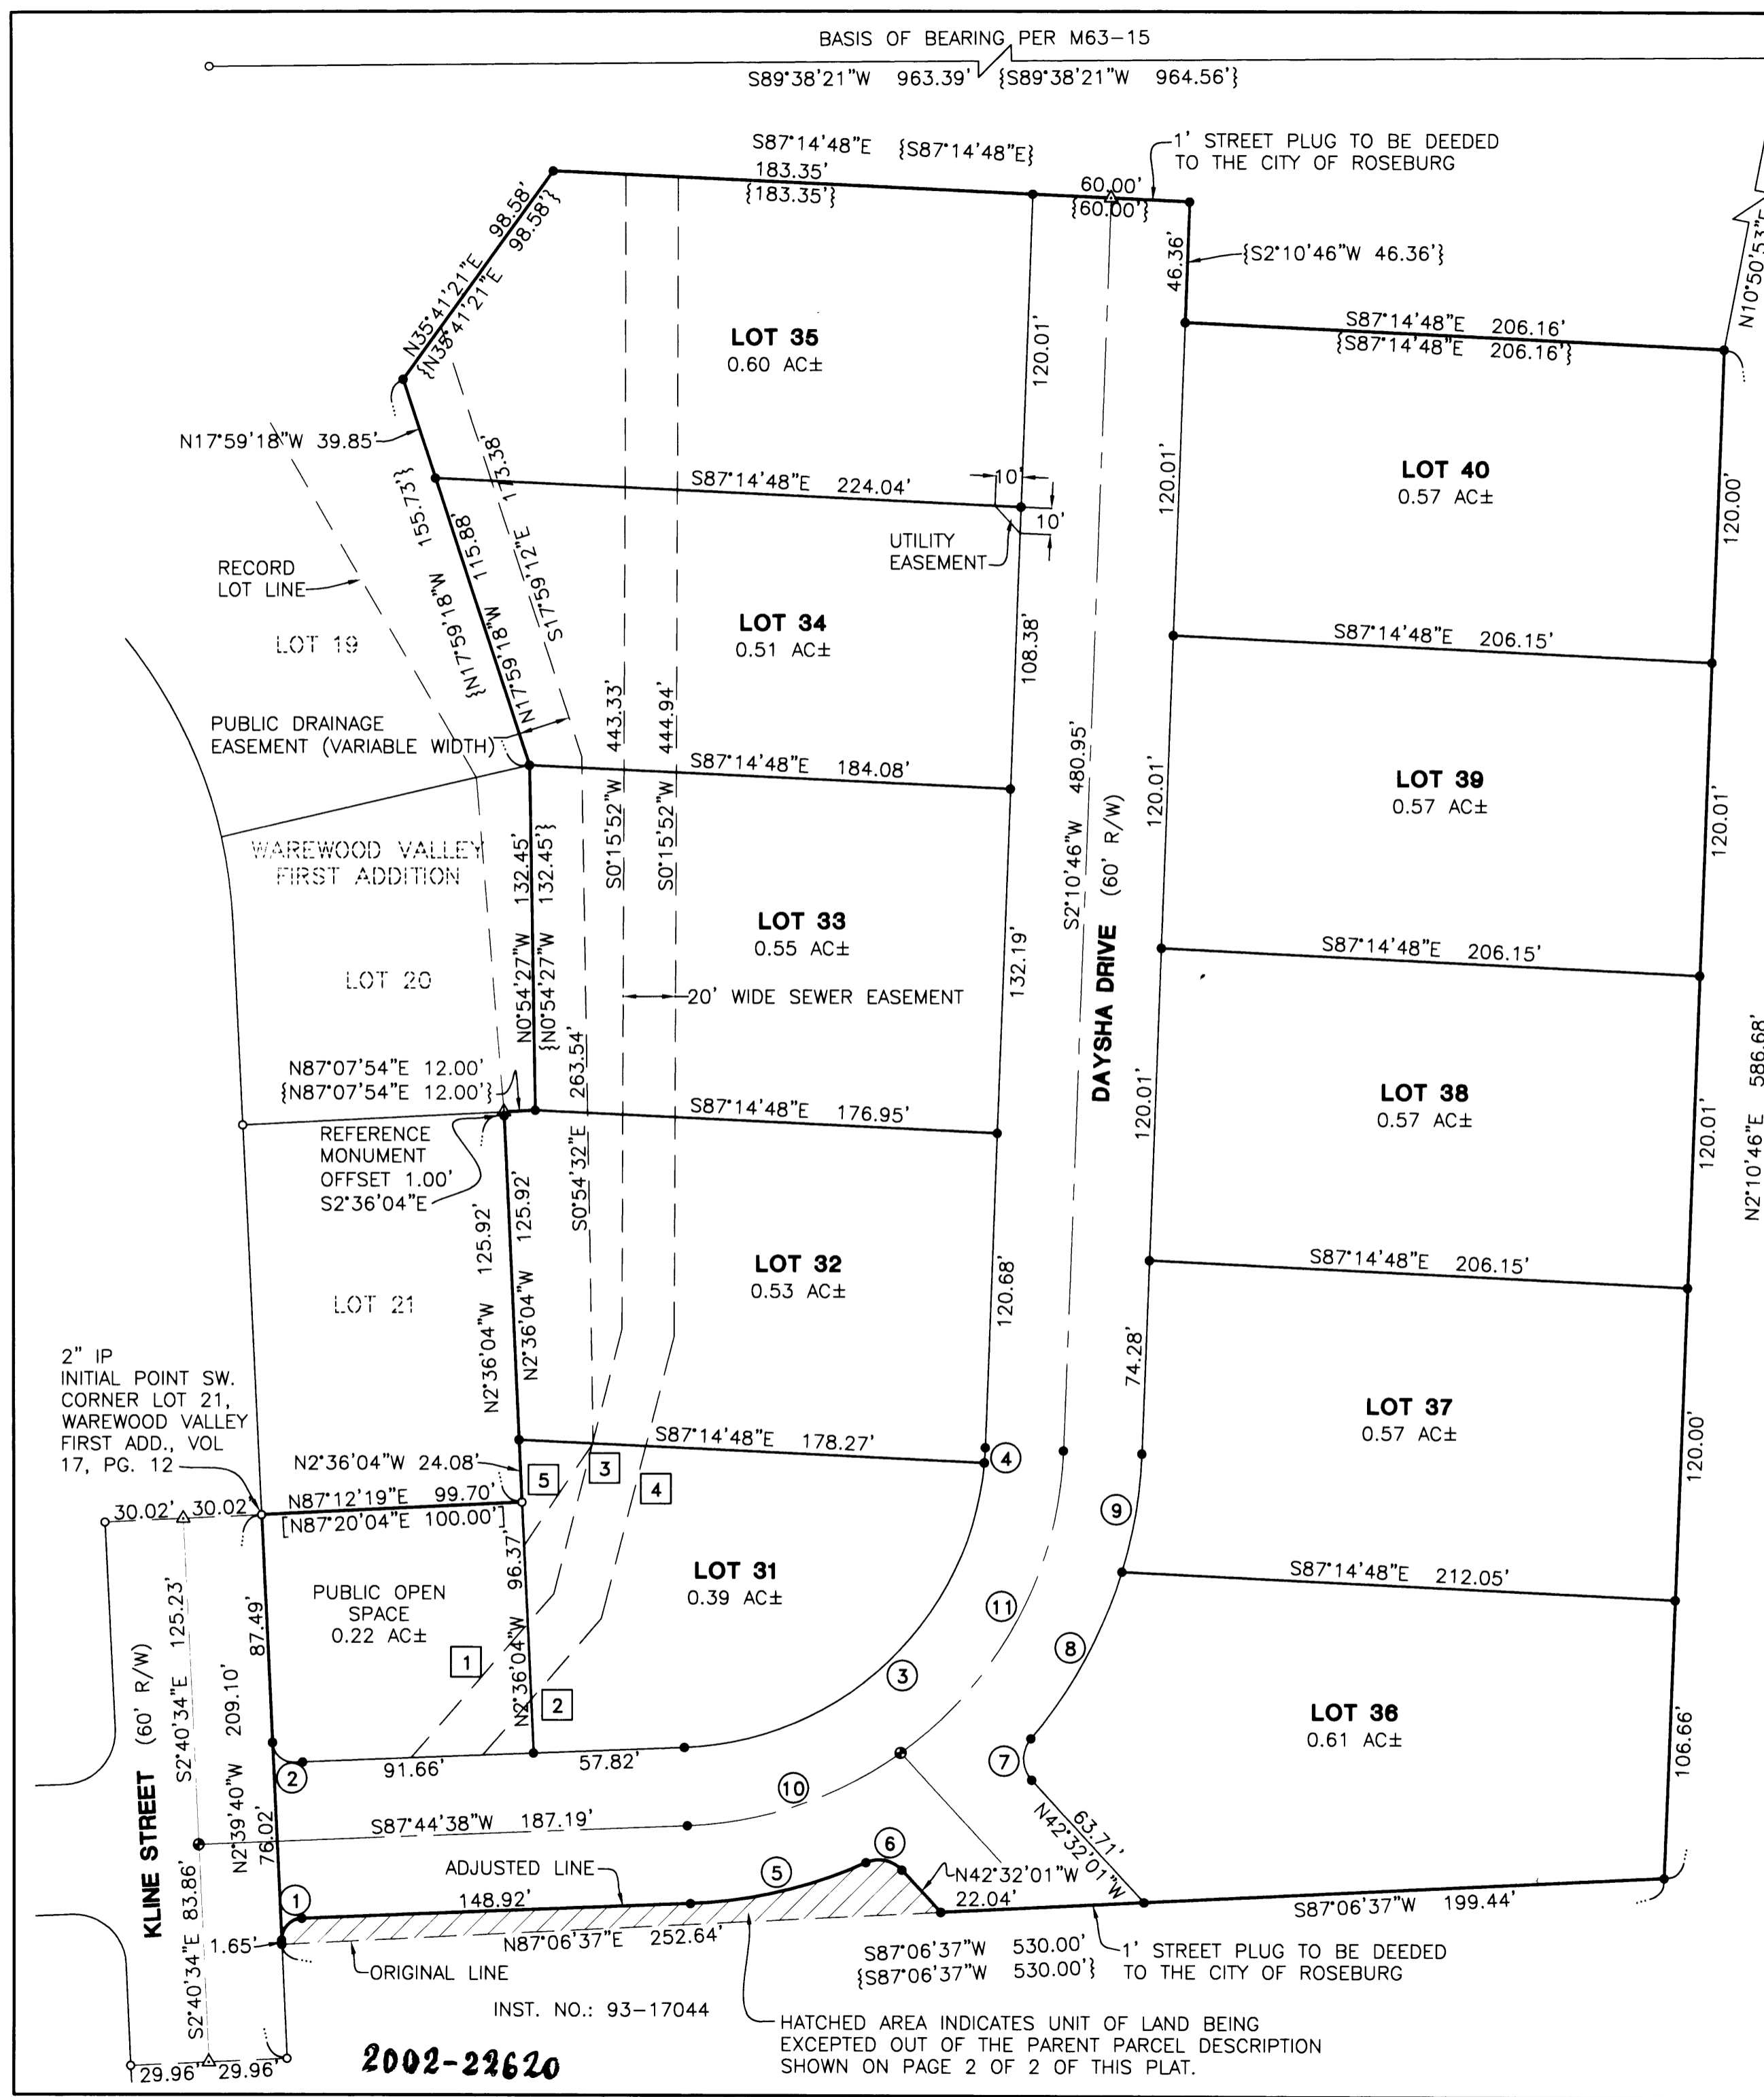 BASIS OF BEARING PER M63-15
S89°38'21"W 963.39' {S89°38'21"W 964.56'}
S87°14'48"E {S87°14'48"E}
183.35'
{183.35'}
60.00'
{60.00'}
1' STREET PLUG TO BE DEEDED
TO THE CITY OF ROSEBURG
N10°50'53"E
N35°41'21"E 98.58'
{N35°41'21"E 98.58'}
46.36'
{S2°10'46"W 46.36'}
S87°14'48"E 206.16'
{S87°14'48"E 206.16'}
LOT 35
0.60 AC±
120.01'
N17°59'18"W 39.85'
S87°14'48"E 224.04'
10'
10'
UTILITY
EASEMENT
120.01'
LOT 40
0.57 AC±
120.00'
{N17°59'18"W 155.73'}
N17°59'18"W 115.88'
S17°59'12"E 173.38'
RECORD
LOT LINE
LOT 19
LOT 34
0.51 AC±
108.38'
S87°14'48"E 206.15'
PUBLIC DRAINAGE
EASEMENT (VARIABLE WIDTH)
S0°15'52"W 443.33'
S0°15'52"W 444.94'
S87°14'48"E 184.08'
S2°10'46"W 480.95'
DAYSHA DRIVE (60' R/W)
120.01'
LOT 39
0.57 AC±
120.01'
WAREWOOD VALLEY
FIRST ADDITION
LOT 20
N0°54'27"W 132.45'
{N0°54'27"W 132.45'}
LOT 33
0.55 AC±
132.19'
20' WIDE SEWER EASEMENT
S87°14'48"E 206.15'
N87°07'54"E 12.00'
{N87°07'54"E 12.00'}
S0°54'32"E 263.54'
S87°14'48"E 176.95'
120.01'
LOT 38
0.57 AC±
120.01'
N2°10'46"E 586.68'
REFERENCE
MONUMENT
OFFSET 1.00'
S2°36'04"E
LOT 21
N2°36'04"W 125.92'
N2°36'04"W 125.92'
LOT 32
0.53 AC±
120.68'
S87°14'48"E 206.15'
74.28'
2" IP
INITIAL POINT SW.
CORNER LOT 21,
WAREWOOD VALLEY
FIRST ADD., VOL
17, PG. 12
LOT 37
0.57 AC±
120.00'
S87°14'48"E 178.27'
N2°36'04"W 24.08'
5
3
4
4
9
30.02' 30.02'
N87°12'19"E 99.70'
[N87°20'04"E 100.00']
96.37'
N2°36'04"W
LOT 31
0.39 AC±
S87°14'48"E 212.05'
PUBLIC OPEN
SPACE
0.22 AC±
1
2
11
8
3
KLINE STREET (60' R/W)
S2°40'34"E 125.23'
87.49'
N2°39'40"W 209.10'
76.02'
LOT 36
0.61 AC±
106.66'
2
91.66'
57.82'
7
10
S87°44'38"W 187.19'
63.71'
N42°32'01"W
ADJUSTED LINE
5
6
N42°32'01"W
22.04'
1
148.92'
S87°06'37"W 199.44'
1.65'
N87°06'37"E 252.64'
ORIGINAL LINE
S87°06'37"W 530.00'
{S87°06'37"W 530.00'}
1' STREET PLUG TO BE DEEDED
TO THE CITY OF ROSEBURG
S2°40'34"E 83.86'
INST. NO.: 93-17044
HATCHED AREA INDICATES UNIT OF LAND BEING
EXCEPTED OUT OF THE PARENT PARCEL DESCRIPTION
SHOWN ON PAGE 2 OF 2 OF THIS PLAT.
2002-22620
29.96' 29.96'